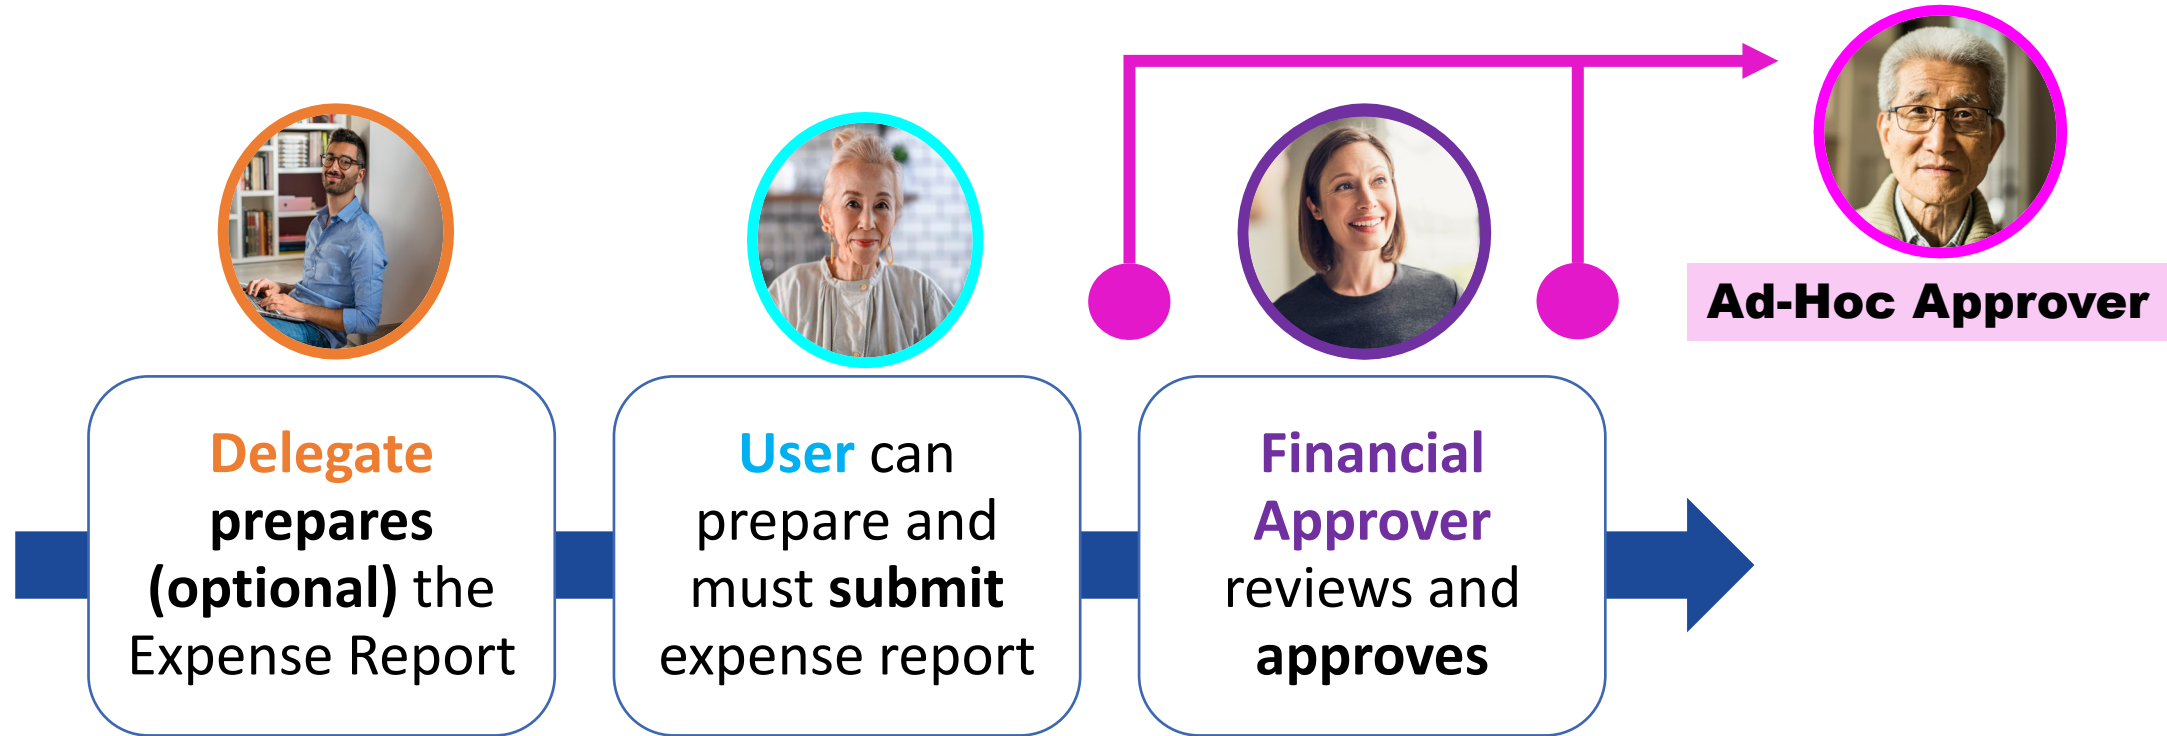 Ad-Hoc Approver
Delegate
prepares
(optional) the
Expense Report
User can
prepare and
must submit
expense report
Financial
Approver
reviews and
approves